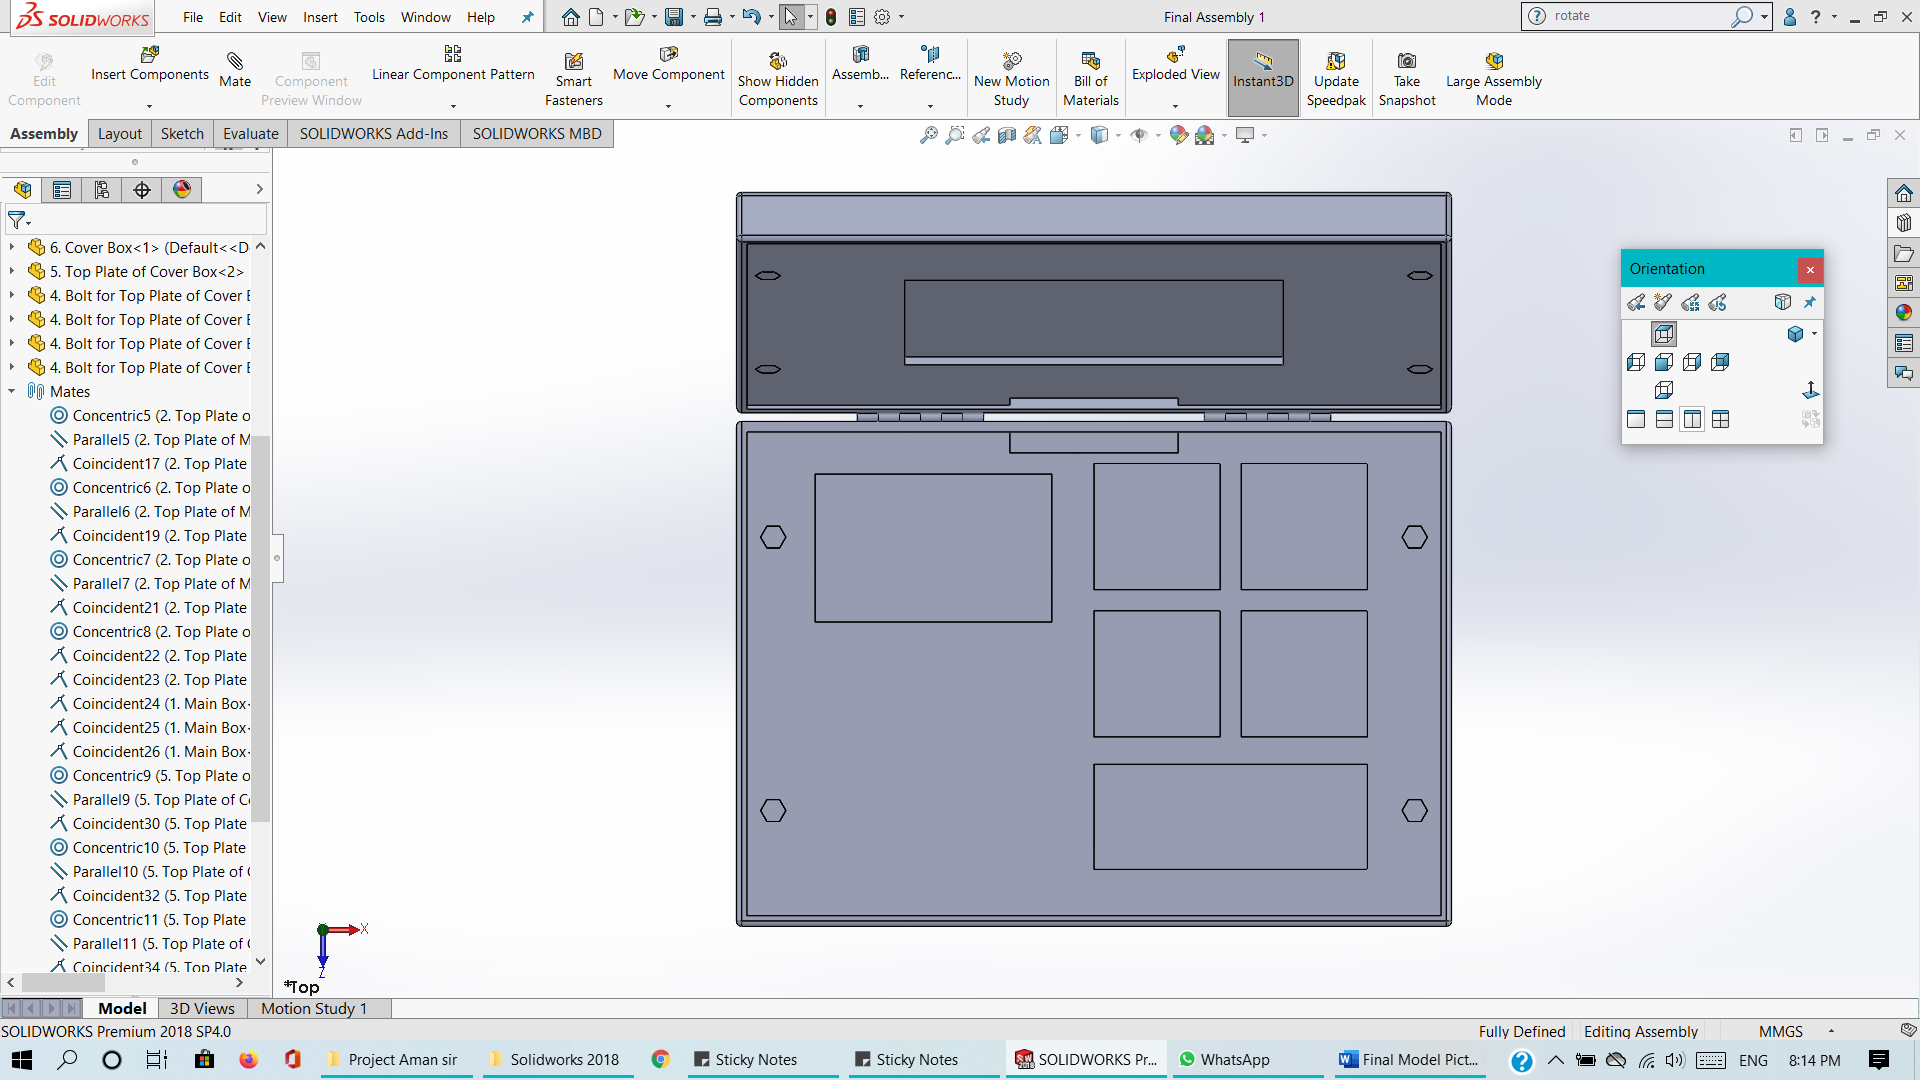 SOLIDWORKS
File Edit View Insert Tools Window Help
Final Assembly 1
rotate
Edit Component
Insert Components
Mate
Component Preview Window
Linear Component Pattern
Smart Fasteners
Move Component
Show Hidden Components
Assemb...
Referenc...
New Motion Study
Bill of Materials
Exploded View
Instant3D
Update Speedpak
Take Snapshot
Large Assembly Mode
Assembly Layout Sketch Evaluate SOLIDWORKS Add-Ins SOLIDWORKS MBD
6. Cover Box<1> (Default<<D
5. Top Plate of Cover Box<2>
4. Bolt for Top Plate of Cover B
4. Bolt for Top Plate of Cover B
4. Bolt for Top Plate of Cover B
4. Bolt for Top Plate of Cover B
Mates
Concentric5 (2. Top Plate o
Parallel5 (2. Top Plate of M
Coincident17 (2. Top Plate
Concentric6 (2. Top Plate o
Parallel6 (2. Top Plate of M
Coincident19 (2. Top Plate
Concentric7 (2. Top Plate o
Parallel7 (2. Top Plate of M
Coincident21 (2. Top Plate
Concentric8 (2. Top Plate o
Coincident22 (2. Top Plate
Coincident23 (2. Top Plate
Coincident24 (1. Main Box<
Coincident25 (1. Main Box<
Coincident26 (1. Main Box<
Concentric9 (5. Top Plate o
Parallel9 (5. Top Plate of Co
Coincident30 (5. Top Plate
Concentric10 (5. Top Plate
Parallel10 (5. Top Plate of C
Coincident32 (5. Top Plate
Concentric11 (5. Top Plate
Parallel11 (5. Top Plate of C
Coincident34 (5. Top Plate
Orientation
X
Z
*Top
Model 3D Views Motion Study 1
SOLIDWORKS Premium 2018 SP4.0
Fully Defined Editing Assembly MMGS
Project Aman sir
Solidworks 2018
Sticky Notes
Sticky Notes
SOLIDWORKS Pr...
WhatsApp
Final Model Pict...
ENG
8:14 PM